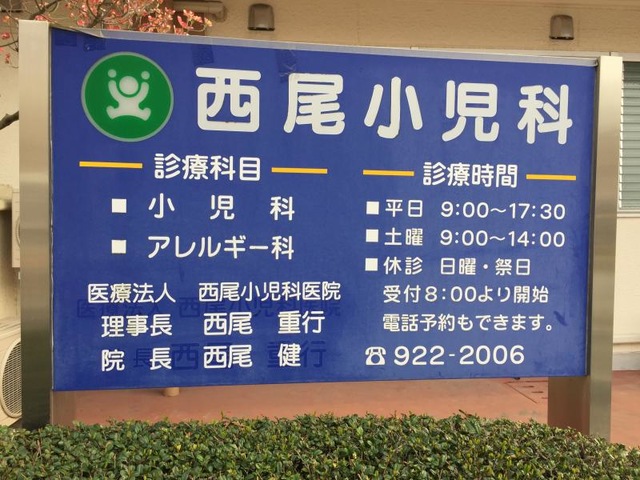 西尾小児科
診療科目
■ 小児科
■ アレルギー科
医療法人 西尾小児科医院
理事長 西尾 重行
院長 西尾 健
診療時間
■平日 9:00～17:30
■土曜 9:00～14:00
■休診 日曜・祭日
受付8:00より開始
電話予約もできます。
☎922-2006